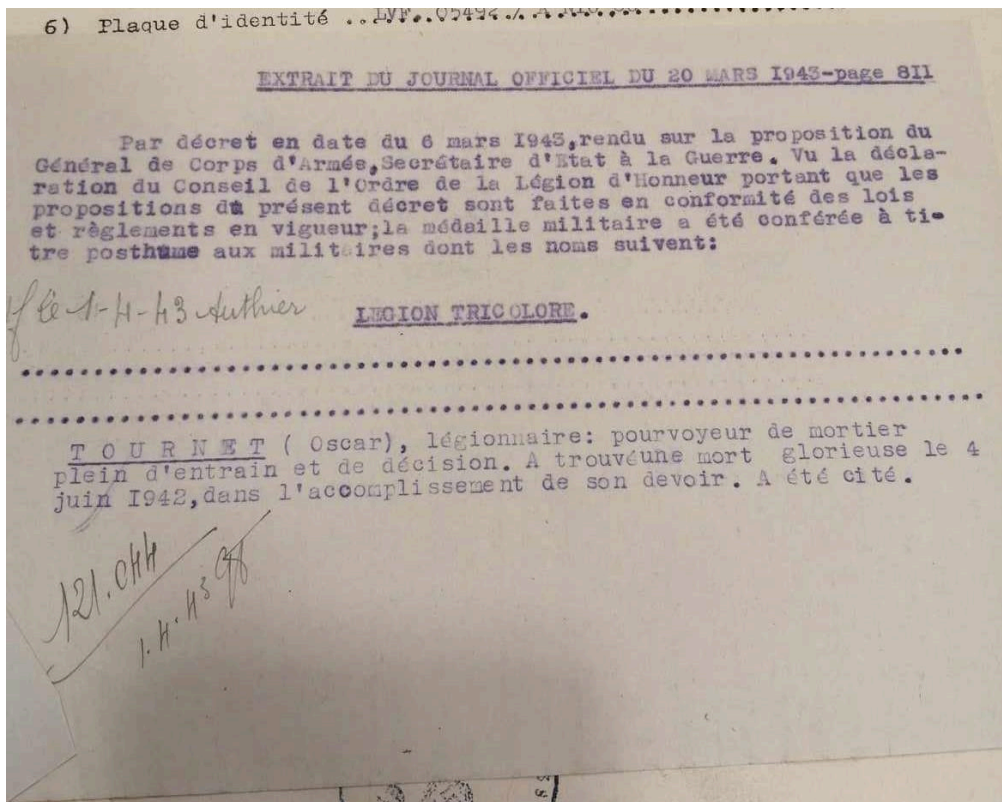 6) Plaque d'identité .. LVF. 05492 / A
EXTRAIT DU JOURNAL OFFICIEL DU 20 MARS I943-page 8II
Par décret en date du 6 mars I943,rendu sur la proposition du
Général de Corps d'Armée,Secrétaire d'Etat à la Guerre. Vu la décla-
ration du Conseil de l'Ordre de la Légion d'Honneur portant que les
propositions du présent décret sont faites en conformité des lois
et règlements en vigueur;la médaille militaire a été conférée à ti-
tre posthume aux militaires dont les noms suivent:
le 1-4-43 Authier
LEGION TRICOLORE.
T O U R N E T ( Oscar), légionnaire: pourvoyeur de mortier
plein d'entrain et de décision. A trouvéune mort glorieuse le 4
juin I942,dans l'accomplissement de son devoir. A été cité.
121.044
1.4.43